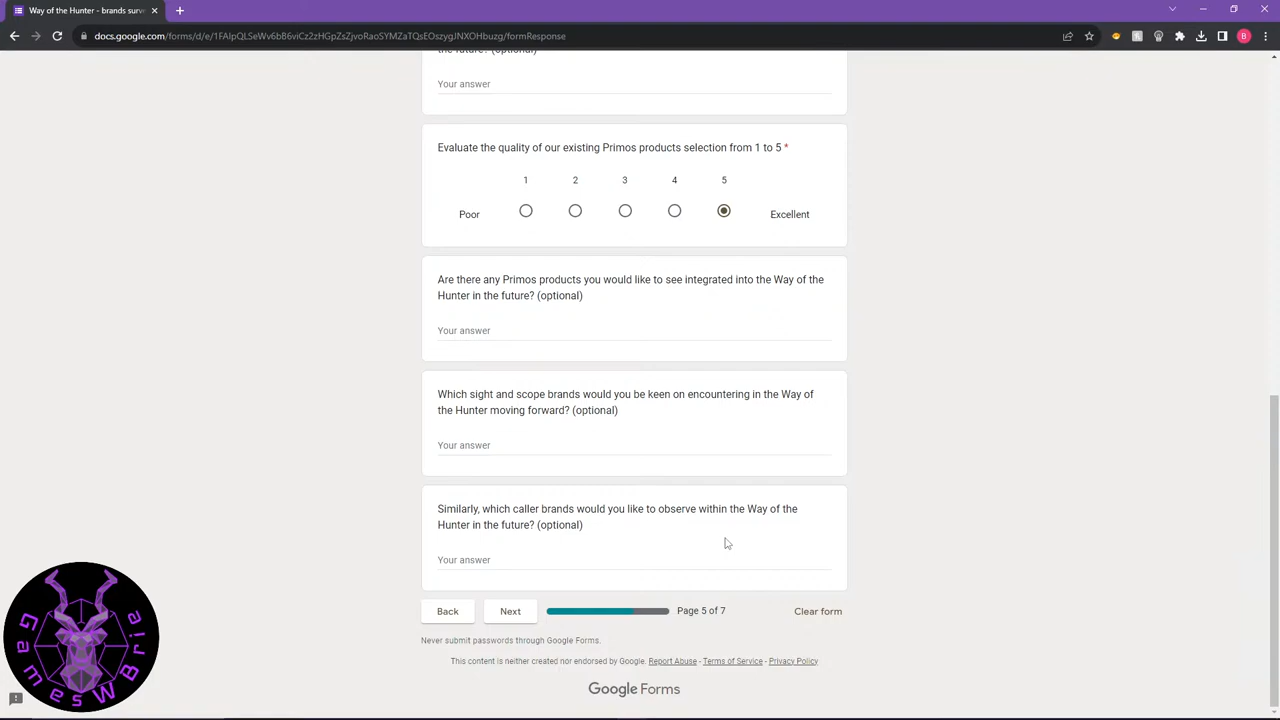 Way of the Hunter - brands surve
docs.google.com/forms/d/e/1FAIpQLSeWv6b86viCz2zHGpZsZjvoRaoSYMZaTQsEOszygJNXOHbuzg/formResponse
B
the future? (optional)
Your answer
Evaluate the quality of our existing Primos products selection from 1 to 5 *
1 2 3 4 5
Poor Excellent
Are there any Primos products you would like to see integrated into the Way of the
Hunter in the future? (optional)
Your answer
Which sight and scope brands would you be keen on encountering in the Way of
the Hunter moving forward? (optional)
Your answer
Similarly, which caller brands would you like to observe within the Way of the
Hunter in the future? (optional)
Your answer
Back Next Page 5 of 7 Clear form
Never submit passwords through Google Forms.
This content is neither created nor endorsed by Google. Report Abuse - Terms of Service - Privacy Policy
Google Forms
GamesWBria